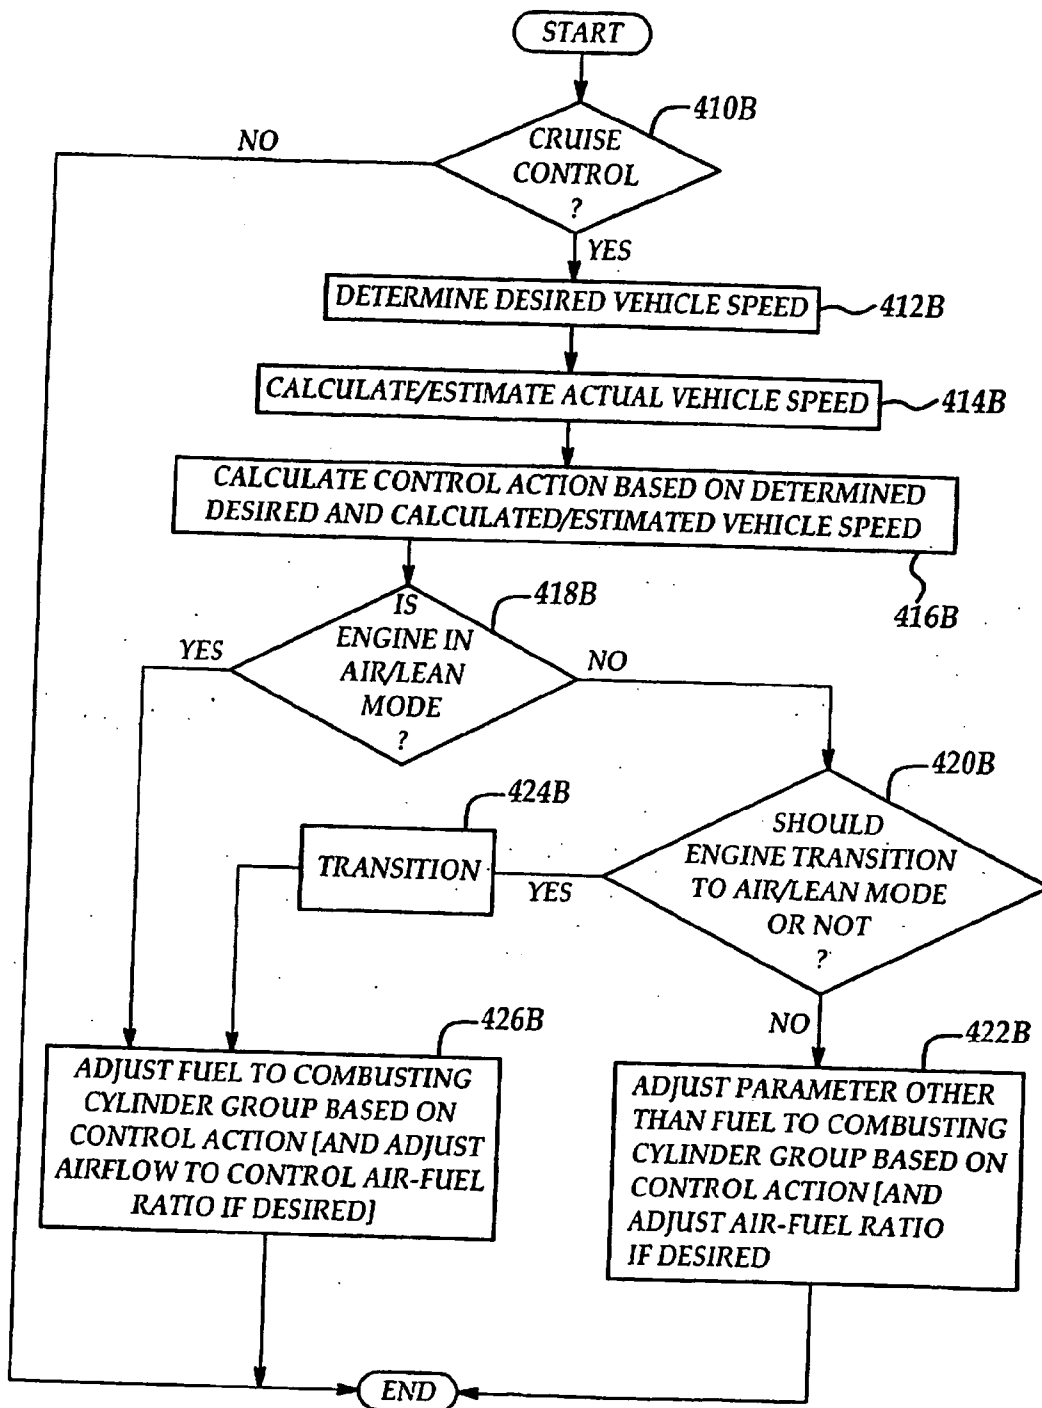 START
410B
CRUISE
CONTROL
?
NO
YES
DETERMINE DESIRED VEHICLE SPEED
412B
CALCULATE/ESTIMATE ACTUAL VEHICLE SPEED
414B
CALCULATE CONTROL ACTION BASED ON DETERMINED
DESIRED AND CALCULATED/ESTIMATED VEHICLE SPEED
416B
418B
IS
ENGINE IN
AIR/LEAN
MODE
?
YES
NO
420B
SHOULD
ENGINE TRANSITION
TO AIR/LEAN MODE
OR NOT
?
424B
TRANSITION
YES
NO
426B
ADJUST FUEL TO COMBUSTING
CYLINDER GROUP BASED ON
CONTROL ACTION [AND ADJUST
AIRFLOW TO CONTROL AIR-FUEL
RATIO IF DESIRED]
422B
ADJUST PARAMETER OTHER
THAN FUEL TO COMBUSTING
CYLINDER GROUP BASED ON
CONTROL ACTION [AND
ADJUST AIR-FUEL RATIO
IF DESIRED
END